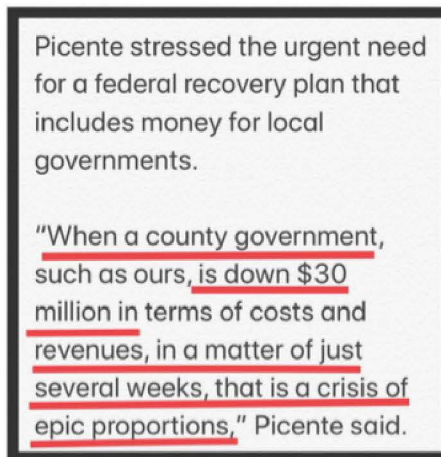 Picente stressed the urgent need
for a federal recovery plan that
includes money for local
governments.
“When a county government,
such as ours, is down $30
million in terms of costs and
revenues, in a matter of just
several weeks, that is a crisis of
epic proportions,” Picente said.